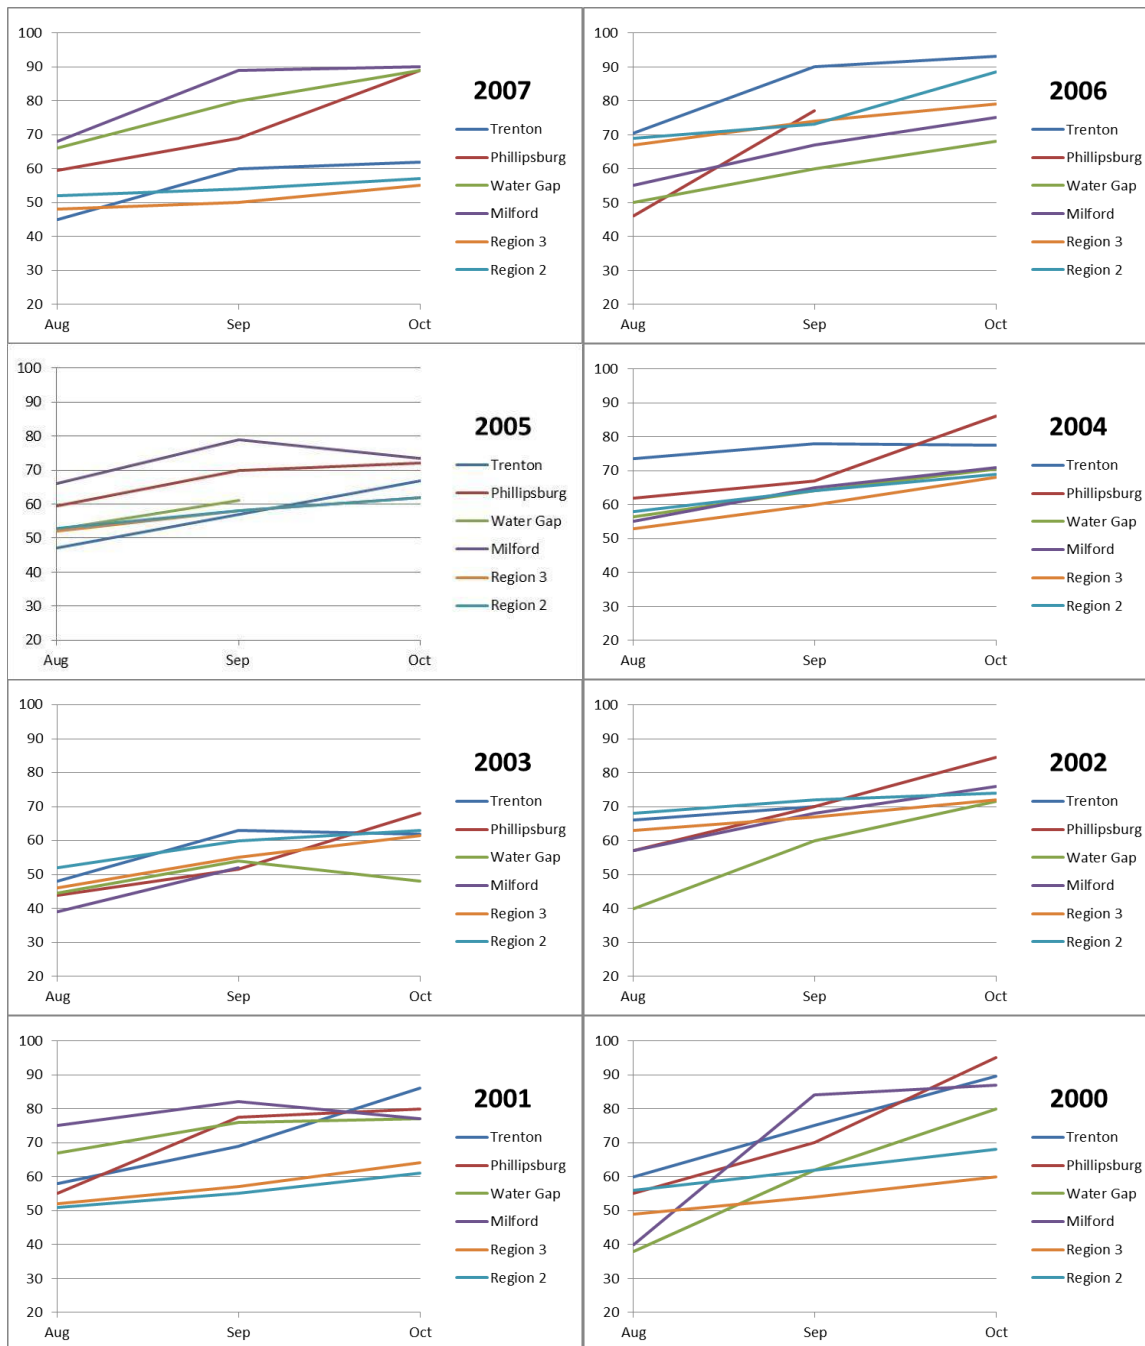 100
90
80
70
60
50
40
30
20
Aug Sep Oct
2007
Trenton
Phillipsburg
Water Gap
Milford
Region 3
Region 2
100
90
80
70
60
50
40
30
20
Aug Sep Oct
2006
Trenton
Phillipsburg
Water Gap
Milford
Region 3
Region 2
100
90
80
70
60
50
40
30
20
Aug Sep Oct
2005
Trenton
Phillipsburg
Water Gap
Milford
Region 3
Region 2
100
90
80
70
60
50
40
30
20
Aug Sep Oct
2004
Trenton
Phillipsburg
Water Gap
Milford
Region 3
Region 2
100
90
80
70
60
50
40
30
20
Aug Sep Oct
2003
Trenton
Phillipsburg
Water Gap
Milford
Region 3
Region 2
100
90
80
70
60
50
40
30
20
Aug Sep Oct
2002
Trenton
Phillipsburg
Water Gap
Milford
Region 3
Region 2
100
90
80
70
60
50
40
30
20
Aug Sep Oct
2001
Trenton
Phillipsburg
Water Gap
Milford
Region 3
Region 2
100
90
80
70
60
50
40
30
20
Aug Sep Oct
2000
Trenton
Phillipsburg
Water Gap
Milford
Region 3
Region 2